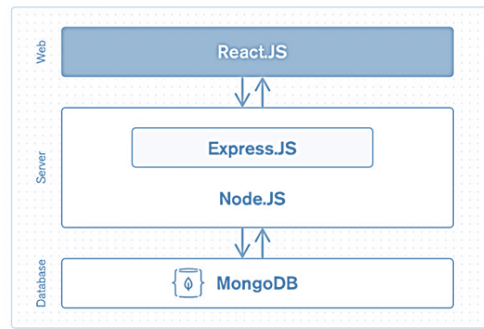 Web
React.JS
Server
Express.JS
Node.JS
Database
MongoDB